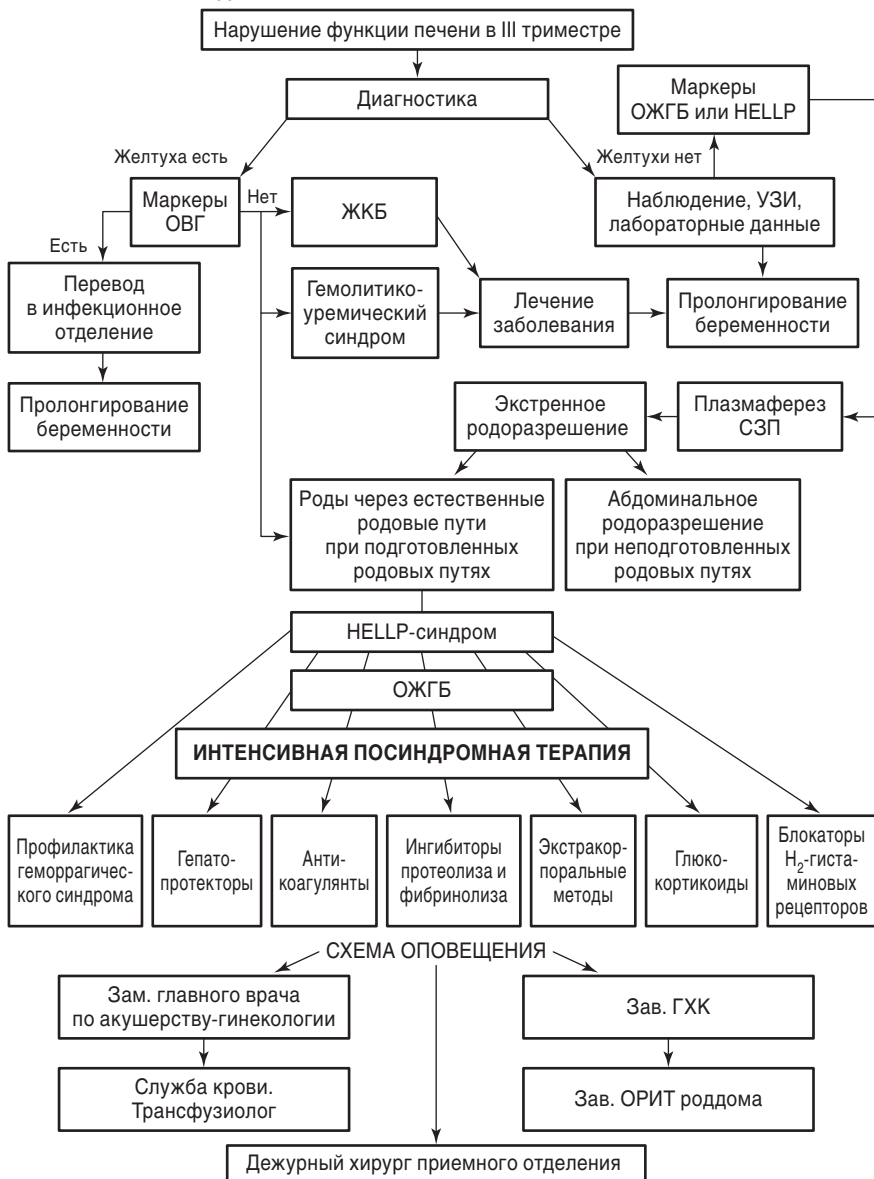 Нарушение функции печени в III триместре
Диагностика
Маркеры
ОЖГБ или HELLP
Желтуха есть
Желтухи нет
Маркеры
ОВГ
Нет
ЖКБ
Наблюдение, УЗИ,
лабораторные данные
Есть
Перевод
в инфекционное
отделение
Гемолитико-
уремический
синдром
Лечение
заболевания
Пролонгирование
беременности
Пролонгирование
беременности
Экстренное
родоразрешение
Плазмаферез
СЗП
Роды через естественные
родовые пути
при подготовленных
родовых путях
Абдоминальное
родоразрешение
при неподготовленных
родовых путях
HELLP-синдром
ОЖГБ
ИНТЕНСИВНАЯ ПОСИНДРОМНАЯ ТЕРАПИЯ
Профилактика
геморрагичес-
кого синдрома
Гепато-
протекторы
Анти-
коагулянты
Ингибиторы
протеолиза и
фибринолиза
Экстракор-
поральные
методы
Глюко-
кортикоиды
Блокаторы
H₂-гиста-
миновых
рецепторов
СХЕМА ОПОВЕЩЕНИЯ
Зам. главного врача
по акушерству-гинекологии
Зав. ГХК
Служба крови.
Трансфузиолог
Зав. ОРИТ роддома
Дежурный хирург приемного отделения